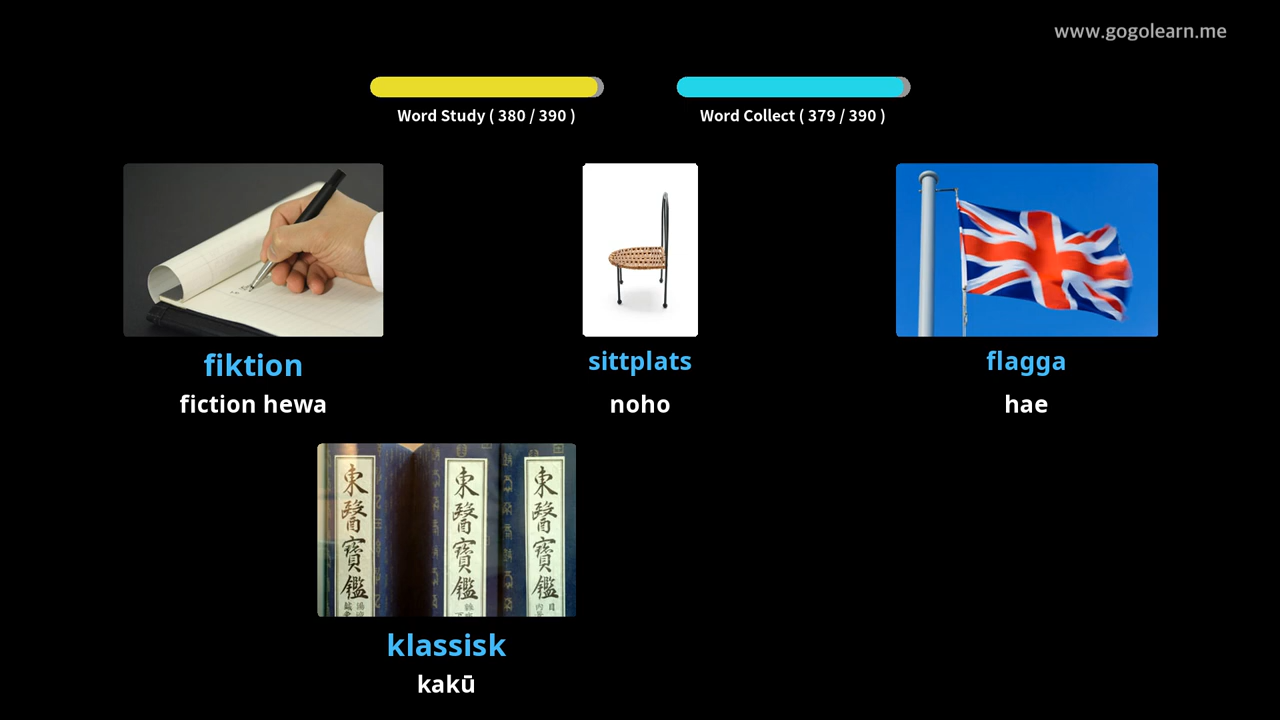 www.gogolearn.me
Word Study ( 380 / 390 )
Word Collect ( 379 / 390 )
fiktion
fiction hewa
sittplats
noho
flagga
hae
東醫寶鑑
東醫寶鑑
東醫寶鑑
klassisk
kakū